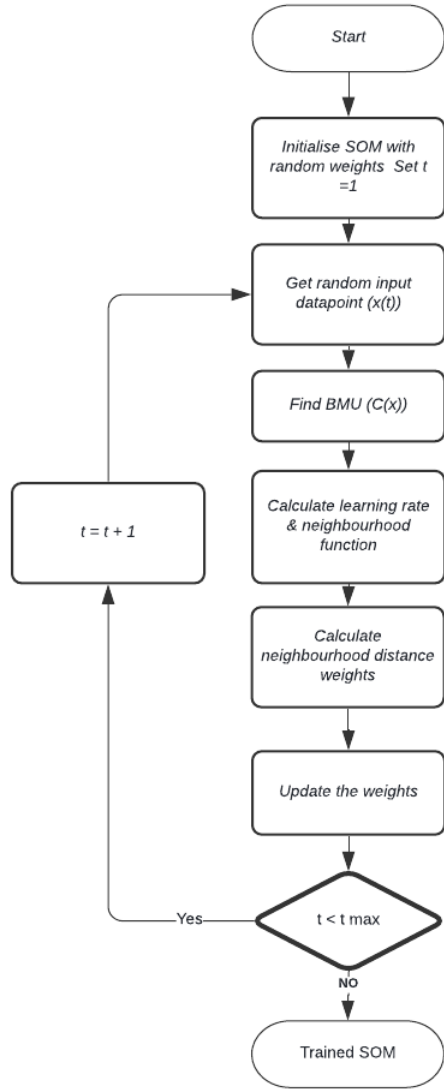 Start
Initialise SOM with
random weights  Set t
=1
Get random input
datapoint (x(t))
Find BMU (C(x))
Calculate learning rate
& neighbourhood
function
t = t + 1
Calculate
neighbourhood distance
weights
Update the weights
t < t max
Yes
NO
Trained SOM